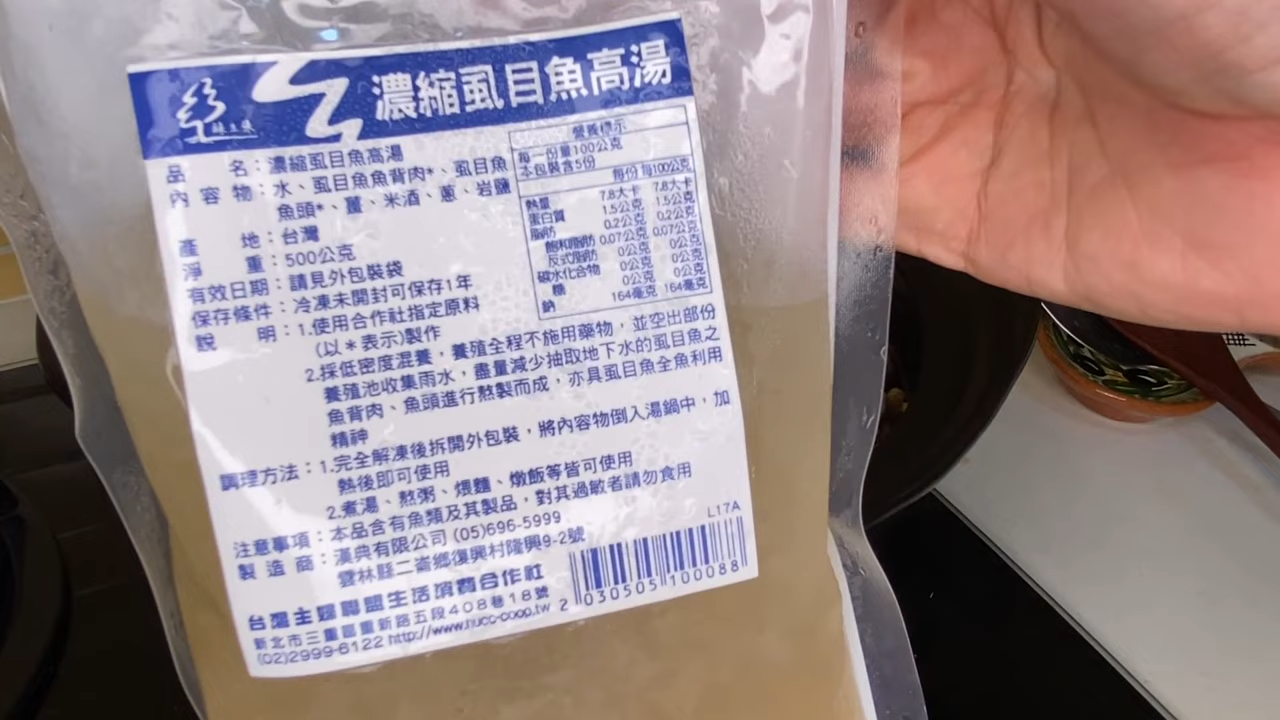 綠主張
濃縮虱目魚高湯
品名：濃縮虱目魚高湯
內容物：水、虱目魚魚背肉*、虱目魚
魚頭*、薑、米酒、蔥、岩鹽
產地：台灣
淨重：500公克
有效日期：請見外包裝袋
保存條件：冷凍未開封可保存1年
說明：1.使用合作社指定原料
(以*表示)製作
2.採低密度混養，養殖全程不施用藥物，並空出部份
養殖池收集雨水，盡量減少抽取地下水的虱目魚之
魚背肉、魚頭進行熬製而成，亦具虱目魚全魚利用
精神
調理方法：1.完全解凍後拆開外包裝，將內容物倒入湯鍋中，加
熱後即可使用
2.煮湯、熬粥、煨麵、燉飯等皆可使用
注意事項：本品含有魚類及其製品，對其過敏者請勿食用
製造商：漢典有限公司 (05)696-5999
雲林縣二崙鄉復興村隆興9-2號
台灣主婦聯盟生活消費合作社
新北市三重區重新路五段408巷18號
(02)2999-6122 http://www.hucc-coop.tw
營養標示
每一份量100公克
本包裝含5份
每份 每100公克
熱量 7.8大卡 7.8大卡
蛋白質 1.5公克 1.5公克
脂肪 0.2公克 0.2公克
飽和脂肪 0.07公克 0.07公克
反式脂肪 0公克 0公克
碳水化合物 0公克 0公克
糖 0公克 0公克
鈉 164毫克 164毫克
L17A
2 030505 100088